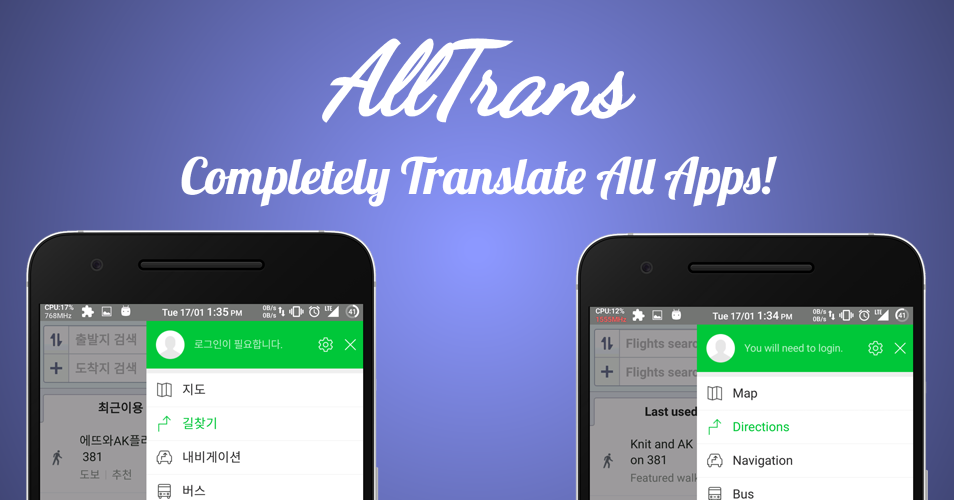 AllTrans
Completely Translate All Apps!
CPU:17%
768MHz
Tue 17/01 1:35 PM
0B/s
0B/s
LTE
41
출발지 검색
도착지 검색
로그인이 필요합니다.
최근이용
에뜨와AK플라
381
도보 추천
지도
길찾기
내비게이션
버스
CPU:12%
Tue 17/01 1:34 PM
0B/s
0B/s
LTE
41
Flights searc
Flights searc
You will need to login.
Last used
Knit and AK
on 381
Featured walk
Map
Directions
Navigation
Bus